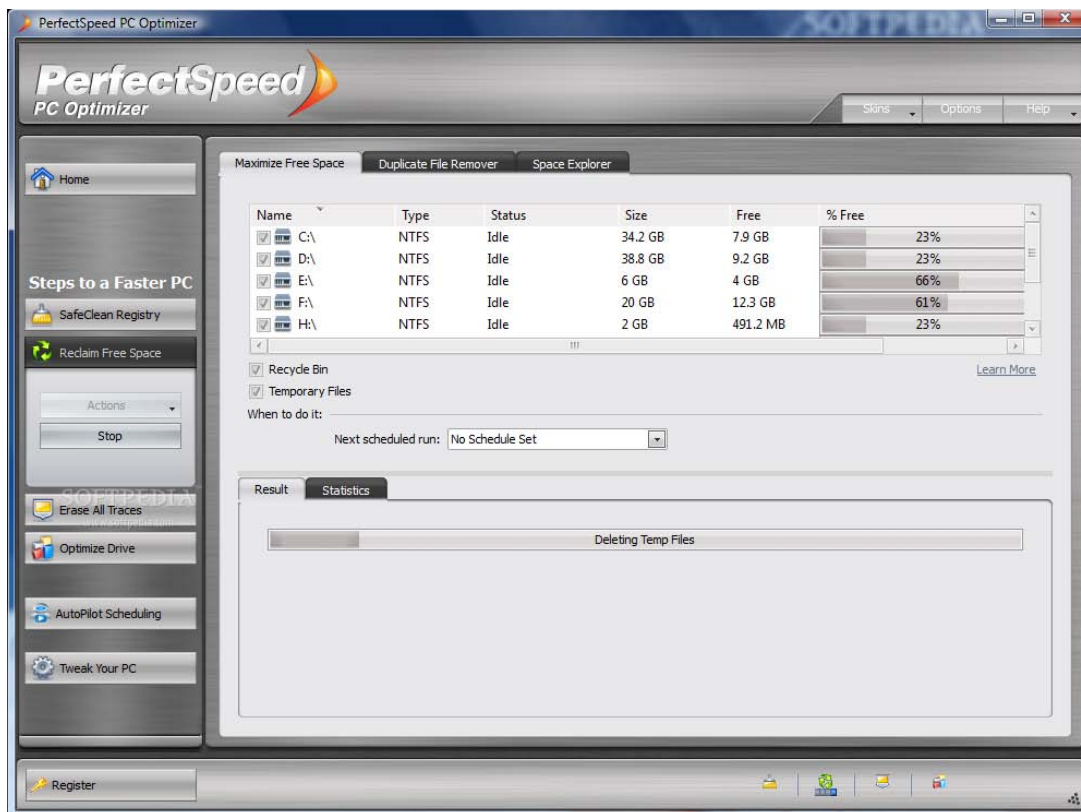 PerfectSpeed PC Optimizer
SOFTPEDIA
PerfectSpeed
PC Optimizer
Skins
Options
Help
Home
Steps to a Faster PC
SafeClean Registry
Reclaim Free Space
Actions
Stop
SOFTPEDIA
www.softpedia.com
Erase All Traces
Optimize Drive
AutoPilot Scheduling
Tweak Your PC
Register
Maximize Free Space Duplicate File Remover Space Explorer
Name Type Status Size Free % Free
C:\ NTFS Idle 34.2 GB 7.9 GB 23%
D:\ NTFS Idle 38.8 GB 9.2 GB 23%
E:\ NTFS Idle 6 GB 4 GB 66%
F:\ NTFS Idle 20 GB 12.3 GB 61%
H:\ NTFS Idle 2 GB 491.2 MB 23%
Recycle Bin
Learn More
Temporary Files
When to do it:
Next scheduled run: No Schedule Set
Result Statistics
Deleting Temp Files